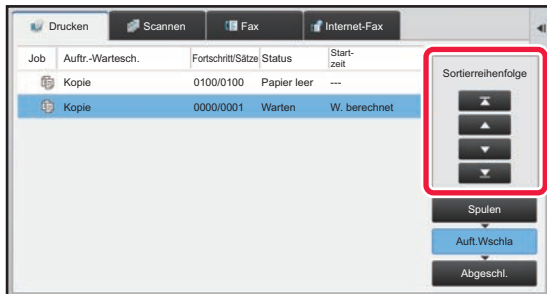 Drucken Scannen Fax Internet-Fax
Job Auftr.-Wartesch. Fortschritt/Sätze Status Start-
zeit
Kopie 0100/0100 Papier leer ---
Kopie 0000/0001 Warten W. berechnet
Sortierreihenfolge
Spulen
Auft.Wschla
Abgeschl.